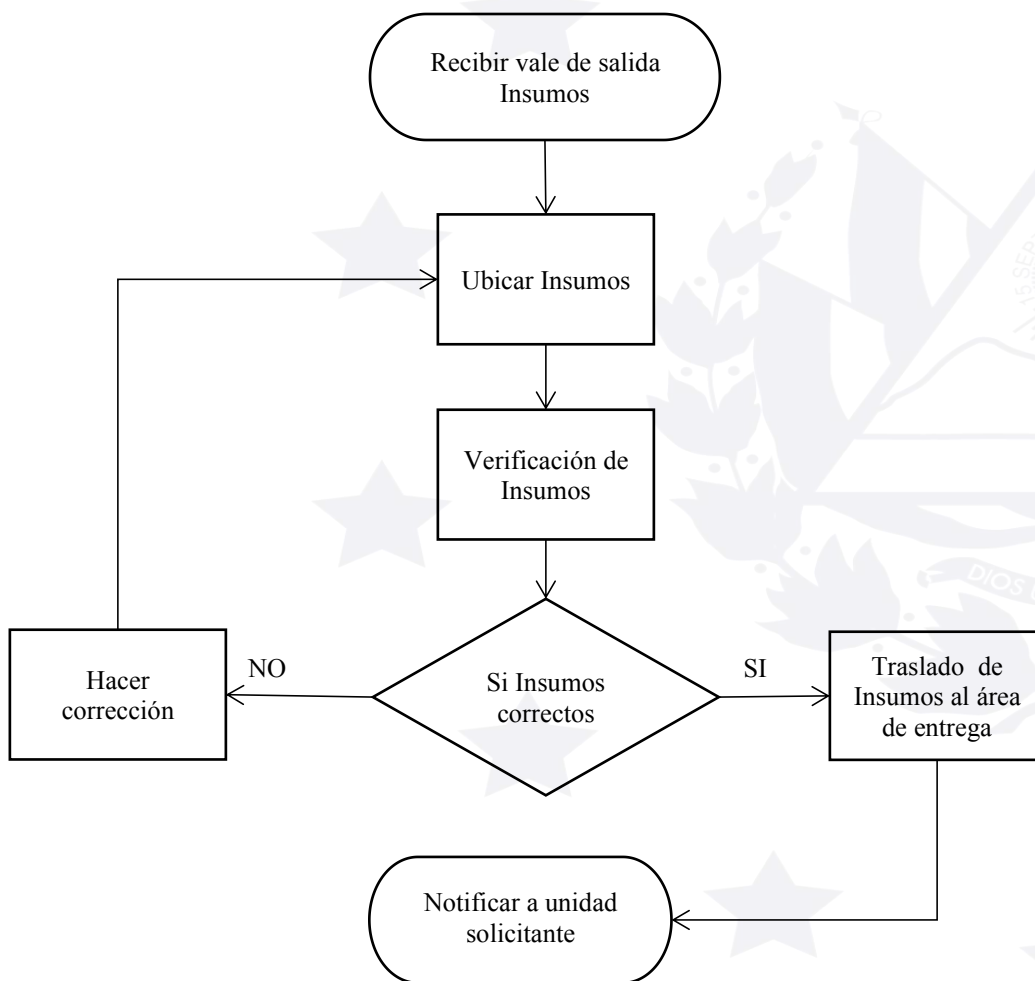 Recibir vale de salida
Insumos
Ubicar Insumos
Verificación de
Insumos
Si Insumos
correctos
NO
Hacer
corrección
SI
Traslado de
Insumos al área
de entrega
Notificar a unidad
solicitante
DIOS